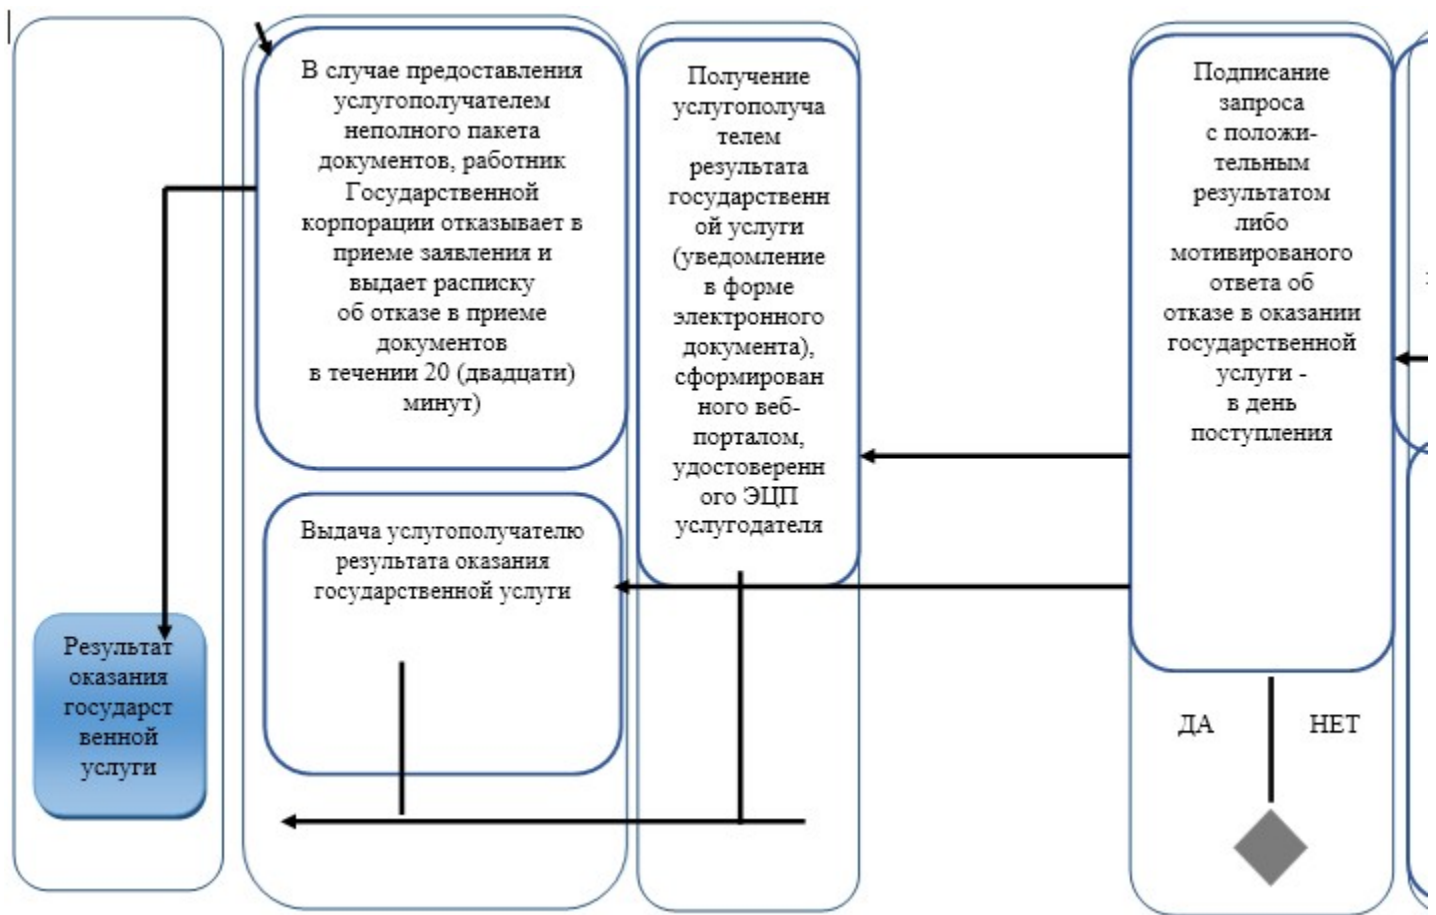 В случае предоставления
услугополучателем
неполного пакета
документов, работник
Государственной
корпорации отказывает в
приеме заявления и
выдает расписку
об отказе в приеме
документов
в течении 20 (двадцати)
минут)
Выдача услугополучателю
результата оказания
государственной услуги
Результат
оказания
государст
венной
услуги
Получение
услугополуча
телем
результата
государственн
ой услуги
(уведомление
в форме
электронного
документа),
сформирован
ного веб-
порталом,
удостоверенн
ого ЭЦП
услугодателя
Подписание
запроса
с положи-
тельным
результатом
либо
мотивированого
ответа об
отказе в оказании
государственной
услуги -
в день
поступления
ДА
НЕТ